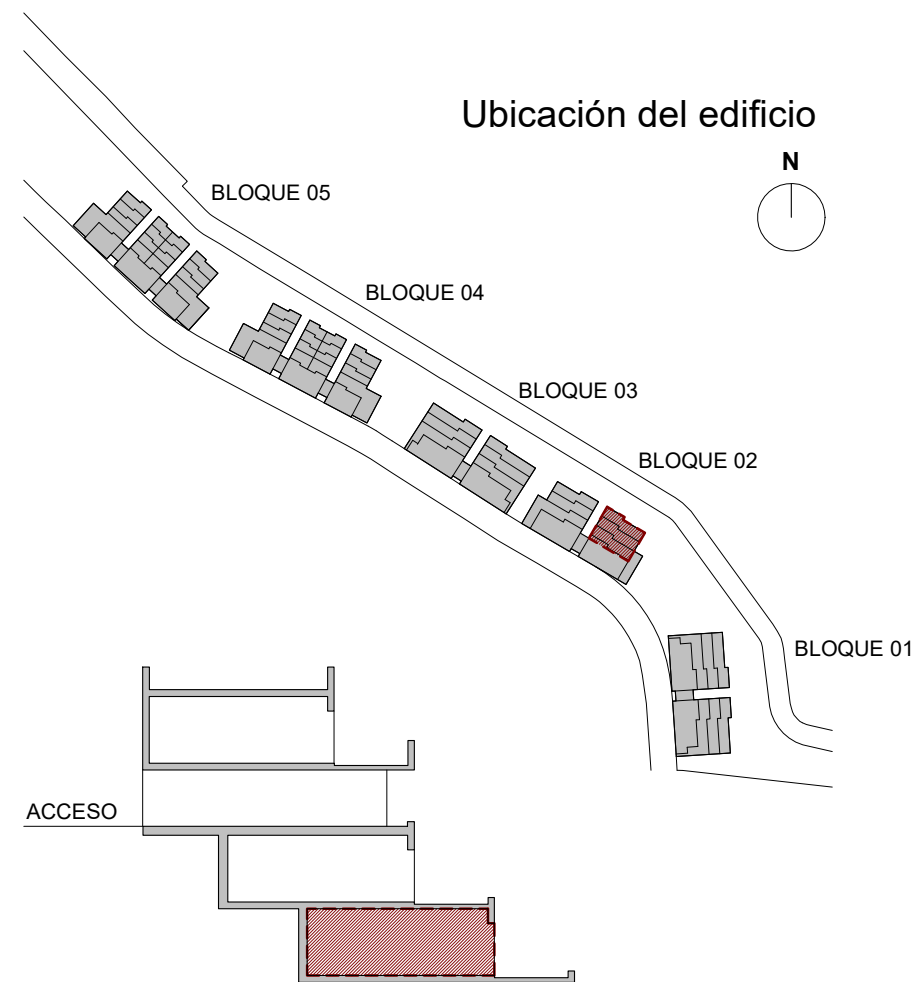 Ubicación del edificio
N
BLOQUE 05
BLOQUE 04
BLOQUE 03
BLOQUE 02
BLOQUE 01
ACCESO